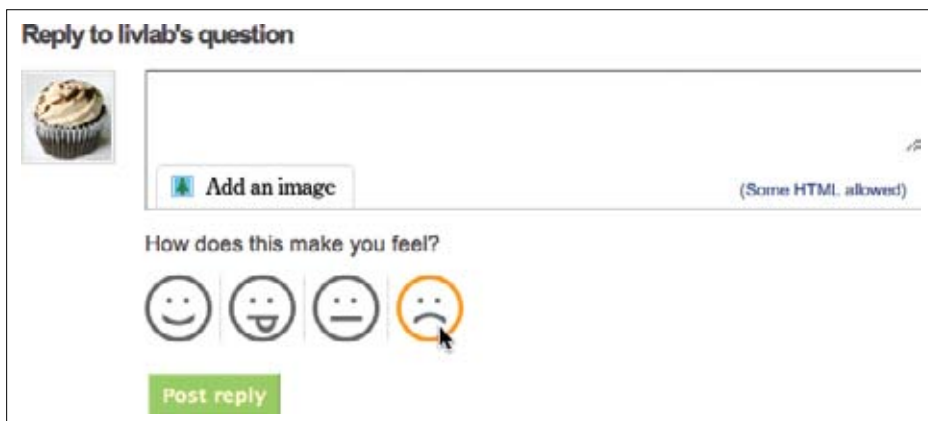 Reply to livlab's question
Add an image
(Some HTML allowed)
How does this make you feel?
Post reply